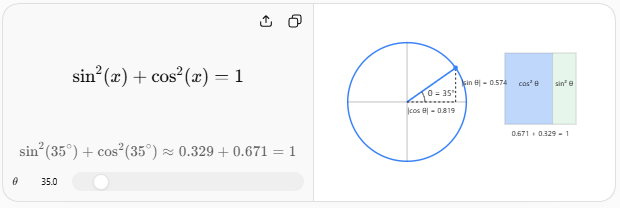 sin²(x) + cos²(x) = 1
sin²(35°) + cos²(35°) ≈ 0.329 + 0.671 = 1
θ 35.0
|sin θ| = 0.574
θ = 35°
|cos θ| = 0.819
cos² θ sin² θ
0.671 + 0.329 = 1